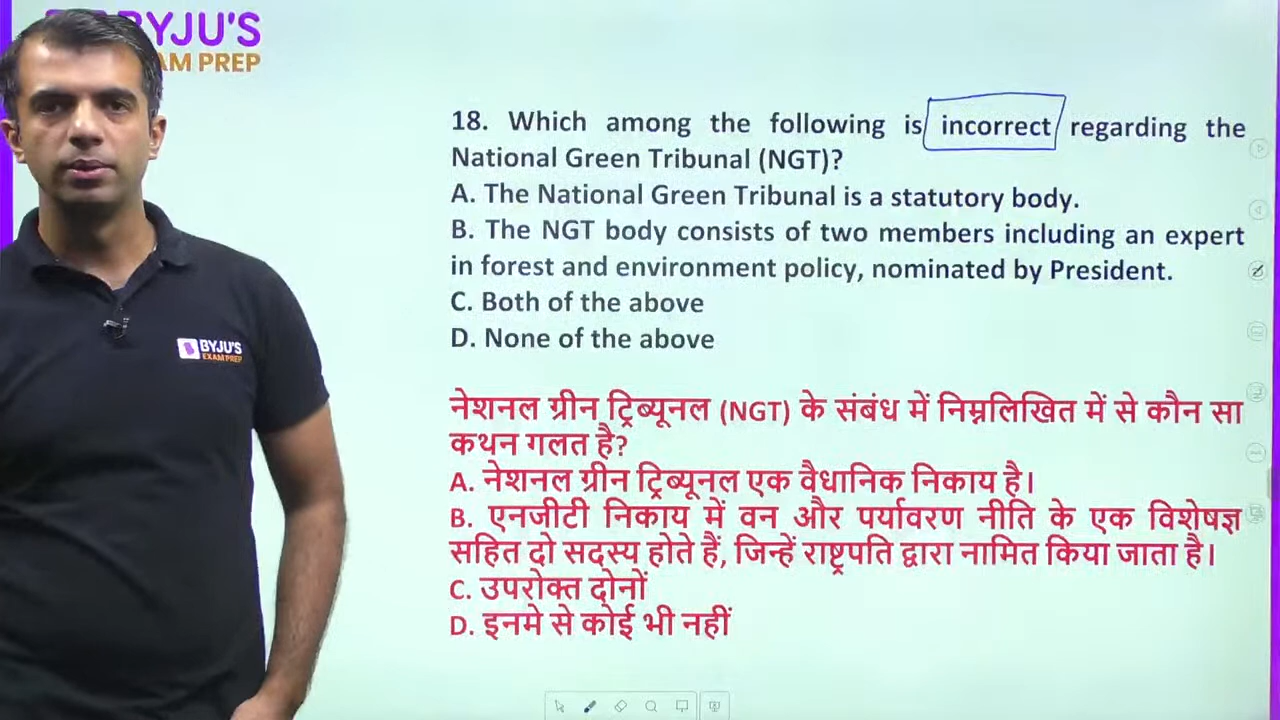 BYJU'S
EXAM PREP
18. Which among the following is incorrect regarding the
National Green Tribunal (NGT)?
A. The National Green Tribunal is a statutory body.
B. The NGT body consists of two members including an expert
in forest and environment policy, nominated by President.
C. Both of the above
D. None of the above
नेशनल ग्रीन ट्रिब्यूनल (NGT) के संबंध में निम्नलिखित में से कौन सा
कथन गलत है?
A. नेशनल ग्रीन ट्रिब्यूनल एक वैधानिक निकाय है।
B. एनजीटी निकाय में वन और पर्यावरण नीति के एक विशेषज्ञ
सहित दो सदस्य होते हैं, जिन्हें राष्ट्रपति द्वारा नामित किया जाता है।
C. उपरोक्त दोनों
D. इनमे से कोई भी नहीं
BYJU'S
EXAM PREP